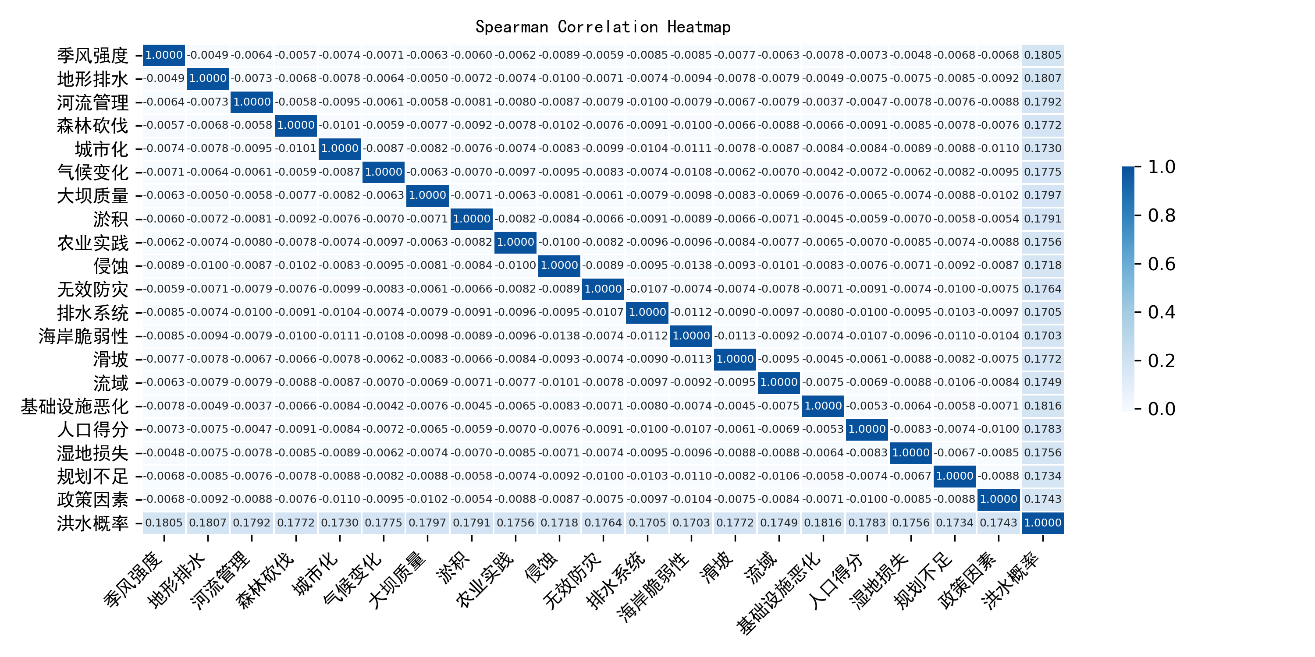 Spearman Correlation Heatmap
季风强度 1.0000 -0.0049 -0.0064 -0.0057 -0.0074 -0.0071 -0.0063 -0.0060 -0.0062 -0.0089 -0.0059 -0.0085 -0.0085 -0.0077 -0.0063 -0.0078 -0.0073 -0.0048 -0.0068 -0.0068 0.1805
地形排水 -0.0049 1.0000 -0.0073 -0.0068 -0.0078 -0.0064 -0.0050 -0.0072 -0.0074 -0.0100 -0.0071 -0.0074 -0.0094 -0.0078 -0.0079 -0.0049 -0.0075 -0.0075 -0.0085 -0.0092 0.1807
河流管理 -0.0064 -0.0073 1.0000 -0.0058 -0.0095 -0.0061 -0.0058 -0.0081 -0.0080 -0.0087 -0.0079 -0.0100 -0.0079 -0.0067 -0.0079 -0.0037 -0.0047 -0.0078 -0.0076 -0.0088 0.1792
森林砍伐 -0.0057 -0.0068 -0.0058 1.0000 -0.0101 -0.0059 -0.0077 -0.0092 -0.0078 -0.0102 -0.0076 -0.0091 -0.0100 -0.0066 -0.0088 -0.0066 -0.0091 -0.0085 -0.0078 -0.0076 0.1772
城市化 -0.0074 -0.0078 -0.0095 -0.0101 1.0000 -0.0087 -0.0082 -0.0076 -0.0074 -0.0083 -0.0099 -0.0104 -0.0111 -0.0078 -0.0087 -0.0084 -0.0084 -0.0089 -0.0088 -0.0110 0.1730
气候变化 -0.0071 -0.0064 -0.0061 -0.0059 -0.0087 1.0000 -0.0063 -0.0070 -0.0097 -0.0095 -0.0083 -0.0074 -0.0108 -0.0062 -0.0070 -0.0042 -0.0072 -0.0062 -0.0082 -0.0095 0.1775
大坝质量 -0.0063 -0.0050 -0.0058 -0.0077 -0.0082 -0.0063 1.0000 -0.0071 -0.0063 -0.0081 -0.0061 -0.0079 -0.0098 -0.0083 -0.0069 -0.0076 -0.0065 -0.0074 -0.0088 -0.0102 0.1797
淤积 -0.0060 -0.0072 -0.0081 -0.0092 -0.0076 -0.0070 -0.0071 1.0000 -0.0082 -0.0084 -0.0066 -0.0091 -0.0089 -0.0066 -0.0071 -0.0045 -0.0059 -0.0070 -0.0058 -0.0054 0.1791
农业实践 -0.0062 -0.0074 -0.0080 -0.0078 -0.0074 -0.0097 -0.0063 -0.0082 1.0000 -0.0100 -0.0082 -0.0096 -0.0096 -0.0084 -0.0077 -0.0065 -0.0070 -0.0085 -0.0074 -0.0088 0.1756
侵蚀 -0.0089 -0.0100 -0.0087 -0.0102 -0.0083 -0.0095 -0.0081 -0.0084 -0.0100 1.0000 -0.0089 -0.0095 -0.0138 -0.0093 -0.0101 -0.0083 -0.0076 -0.0071 -0.0092 -0.0087 0.1718
无效防灾 -0.0059 -0.0071 -0.0079 -0.0076 -0.0099 -0.0083 -0.0061 -0.0066 -0.0082 -0.0089 1.0000 -0.0107 -0.0074 -0.0074 -0.0078 -0.0071 -0.0091 -0.0074 -0.0100 -0.0075 0.1764
排水系统 -0.0085 -0.0074 -0.0100 -0.0091 -0.0104 -0.0074 -0.0079 -0.0091 -0.0096 -0.0095 -0.0107 1.0000 -0.0112 -0.0090 -0.0097 -0.0080 -0.0100 -0.0095 -0.0103 -0.0097 0.1705
海岸脆弱性 -0.0085 -0.0094 -0.0079 -0.0100 -0.0111 -0.0108 -0.0098 -0.0089 -0.0096 -0.0138 -0.0074 -0.0112 1.0000 -0.0113 -0.0092 -0.0074 -0.0107 -0.0096 -0.0110 -0.0104 0.1703
滑坡 -0.0077 -0.0078 -0.0067 -0.0066 -0.0078 -0.0062 -0.0083 -0.0066 -0.0084 -0.0093 -0.0074 -0.0090 -0.0113 1.0000 -0.0095 -0.0045 -0.0061 -0.0088 -0.0082 -0.0075 0.1772
流域 -0.0063 -0.0079 -0.0079 -0.0088 -0.0087 -0.0070 -0.0069 -0.0071 -0.0077 -0.0101 -0.0078 -0.0097 -0.0092 -0.0095 1.0000 -0.0075 -0.0069 -0.0088 -0.0106 -0.0084 0.1749
基础设施恶化 -0.0078 -0.0049 -0.0037 -0.0066 -0.0084 -0.0042 -0.0076 -0.0045 -0.0065 -0.0083 -0.0071 -0.0080 -0.0074 -0.0045 -0.0075 1.0000 -0.0053 -0.0064 -0.0058 -0.0071 0.1816
人口得分 -0.0073 -0.0075 -0.0047 -0.0091 -0.0084 -0.0072 -0.0065 -0.0059 -0.0070 -0.0076 -0.0091 -0.0100 -0.0107 -0.0061 -0.0069 -0.0053 1.0000 -0.0083 -0.0074 -0.0100 0.1783
湿地损失 -0.0048 -0.0075 -0.0078 -0.0085 -0.0089 -0.0062 -0.0074 -0.0070 -0.0085 -0.0071 -0.0074 -0.0095 -0.0096 -0.0088 -0.0088 -0.0064 -0.0083 1.0000 -0.0067 -0.0085 0.1756
规划不足 -0.0068 -0.0085 -0.0076 -0.0078 -0.0088 -0.0082 -0.0088 -0.0058 -0.0074 -0.0092 -0.0100 -0.0103 -0.0110 -0.0082 -0.0106 -0.0058 -0.0074 -0.0067 1.0000 -0.0088 0.1734
政策因素 -0.0068 -0.0092 -0.0088 -0.0076 -0.0110 -0.0095 -0.0102 -0.0054 -0.0088 -0.0087 -0.0075 -0.0097 -0.0104 -0.0075 -0.0084 -0.0071 -0.0100 -0.0085 -0.0088 1.0000 0.1743
洪水概率 0.1805 0.1807 0.1792 0.1772 0.1730 0.1775 0.1797 0.1791 0.1756 0.1718 0.1764 0.1705 0.1703 0.1772 0.1749 0.1816 0.1783 0.1756 0.1734 0.1743 1.0000
季风强度 地形排水 河流管理 森林砍伐 城市化 气候变化 大坝质量 淤积 农业实践 侵蚀 无效防灾 排水系统 海岸脆弱性 滑坡 流域 基础设施恶化 人口得分 湿地损失 规划不足 政策因素 洪水概率
1.0
0.8
0.6
0.4
0.2
0.0